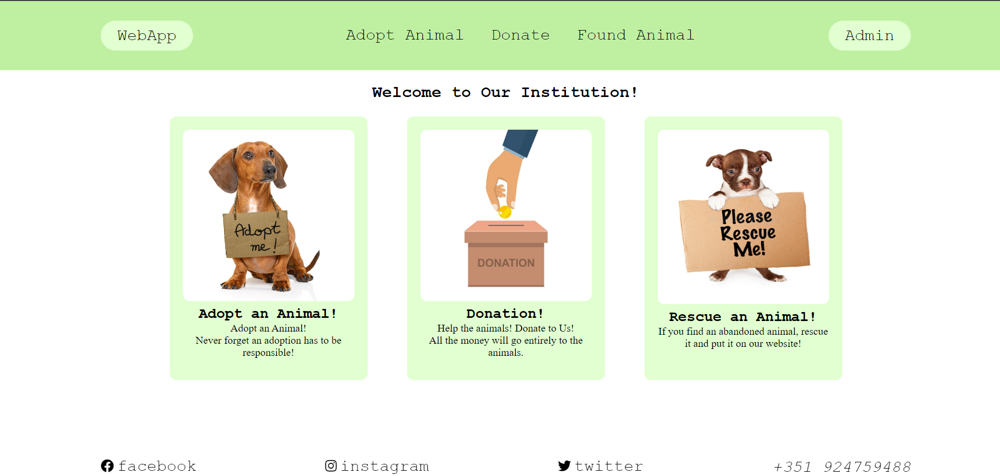 WebApp
Adopt Animal
Donate
Found Animal
Admin
Welcome to Our Institution!
Adopt me!
Adopt an Animal!
Adopt an Animal!
Never forget an adoption has to be
responsible!
DONATION
Donation!
Help the animals! Donate to Us!
All the money will go entirely to the
animals.
Please
Rescue
Me!
Rescue an Animal!
If you find an abandoned animal, rescue
it and put it on our website!
facebook
instagram
twitter
+351 924759488